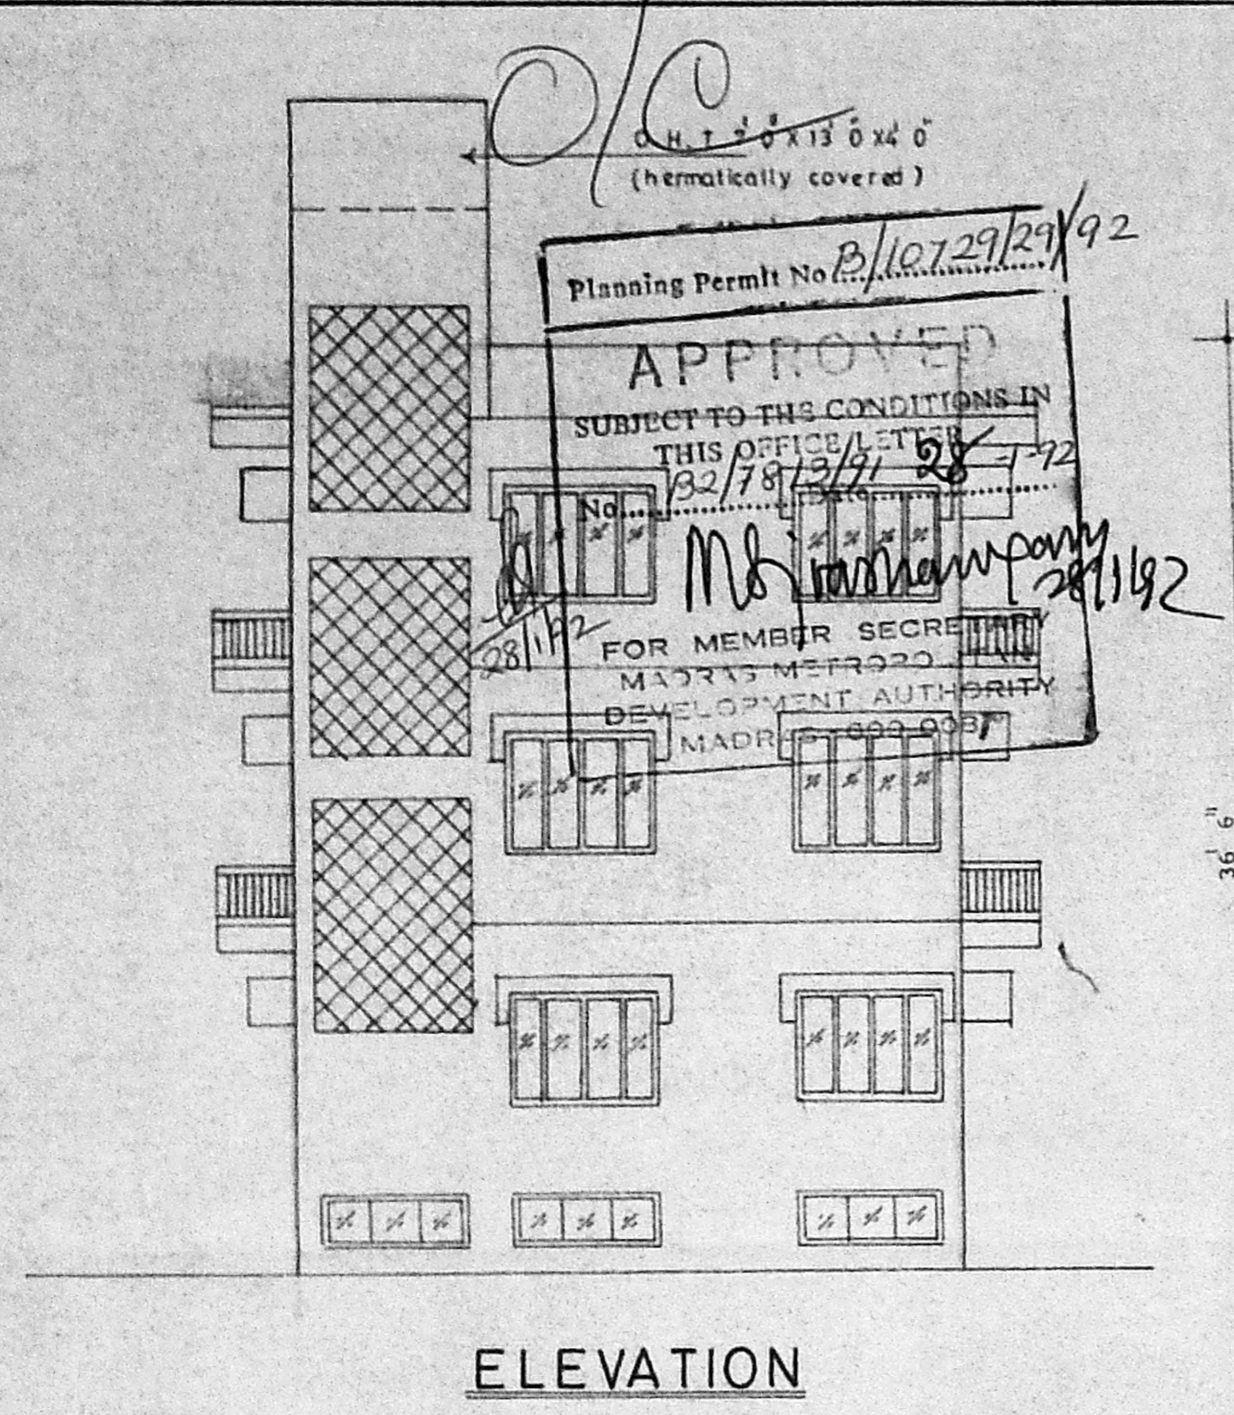 O/C
O.H.T 7' 0" X 13' 0" X 4' 0"
(hermatically covered)
Planning Permit No B/10729/29/92
APPROVED
SUBJECT TO THE CONDITIONS IN
THIS OFFICE LETTER
No. B2/7813/91 Date 28-1-92
28/1/92
28/1/92
FOR MEMBER SECRETARY
MADRAS METROPO
DEVELOPMENT AUTHORITY
MADRAS 600 008
36' 6"
ELEVATION